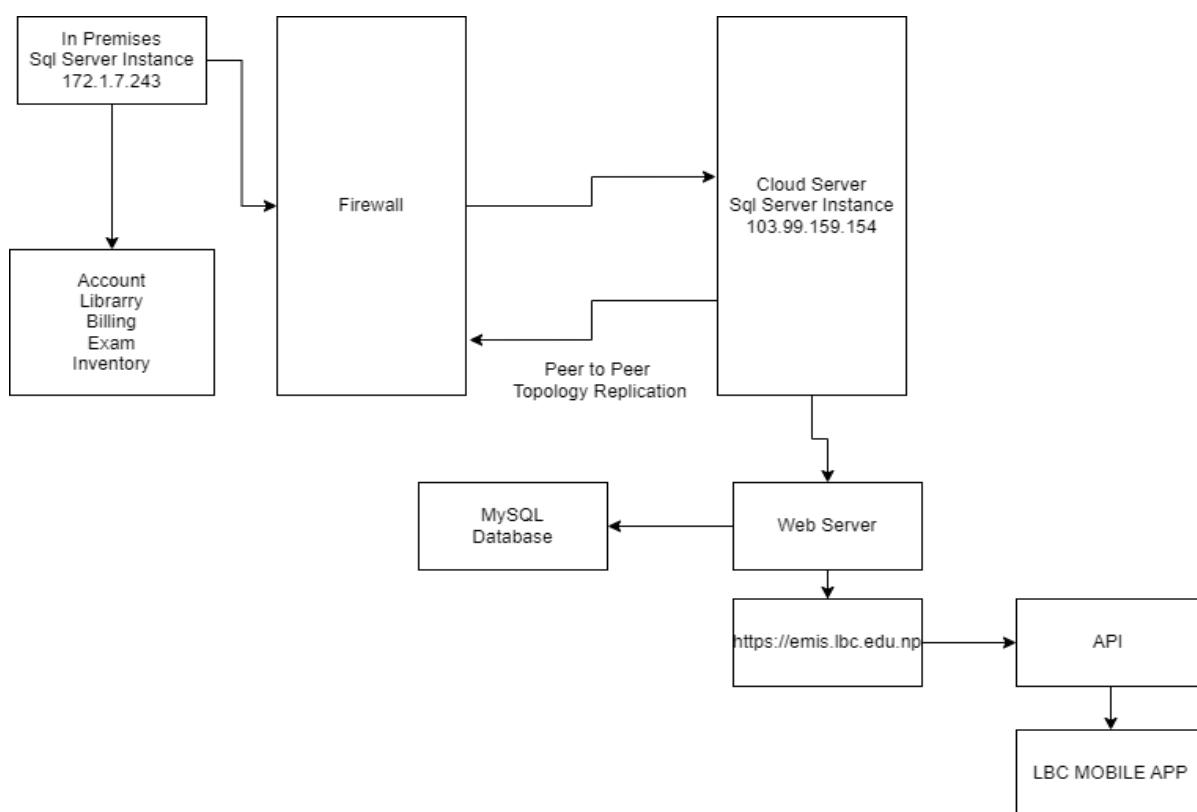 In Premises
Sql Server Instance
172.1.7.243
Firewall
Cloud Server
Sql Server Instance
103.99.159.154
Account
Librarry
Billing
Exam
Inventory
Peer to Peer
Topology Replication
MySQL
Database
Web Server
https://emis.lbc.edu.np
API
LBC MOBILE APP